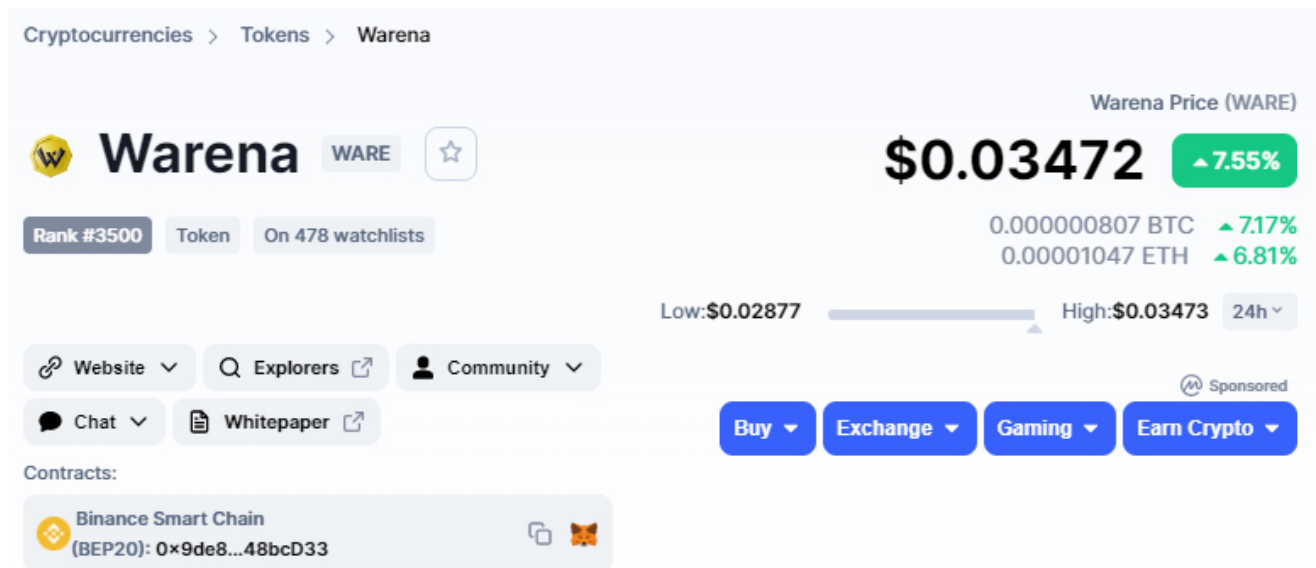 Cryptocurrencies > Tokens > Warena
Warena Price (WARE)
Warena WARE
$0.03472 7.55%
0.000000807 BTC 7.17%
0.00001047 ETH 6.81%
Rank #3500 Token On 478 watchlists
Low:$0.02877 High:$0.03473 24h
Website Explorers Community
Chat Whitepaper
Sponsored
Buy Exchange Gaming Earn Crypto
Contracts:
Binance Smart Chain
(BEP20): 0×9de8...48bcD33